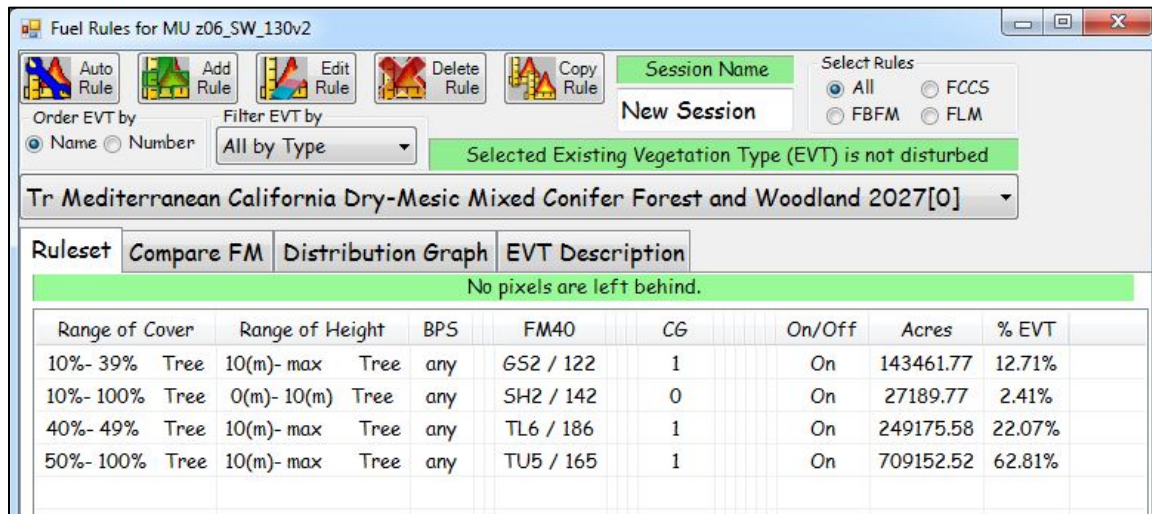 Fuel Rules for MU z06_SW_130v2
Auto Rule
Add Rule
Edit Rule
Delete Rule
Copy Rule
Session Name
New Session
Select Rules
All FCCS
FBFM FLM
Order EVT by
Name Number
Filter EVT by
All by Type
Selected Existing Vegetation Type (EVT) is not disturbed
Tr Mediterranean California Dry-Mesic Mixed Conifer Forest and Woodland 2027[0]
Ruleset Compare FM Distribution Graph EVT Description
No pixels are left behind.
Range of Cover Range of Height BPS FM40 CG On/Off Acres % EVT
10%- 39% Tree 10(m)- max Tree any GS2 / 122 1 On 143461.77 12.71%
10%- 100% Tree 0(m)- 10(m) Tree any SH2 / 142 0 On 27189.77 2.41%
40%- 49% Tree 10(m)- max Tree any TL6 / 186 1 On 249175.58 22.07%
50%- 100% Tree 10(m)- max Tree any TU5 / 165 1 On 709152.52 62.81%